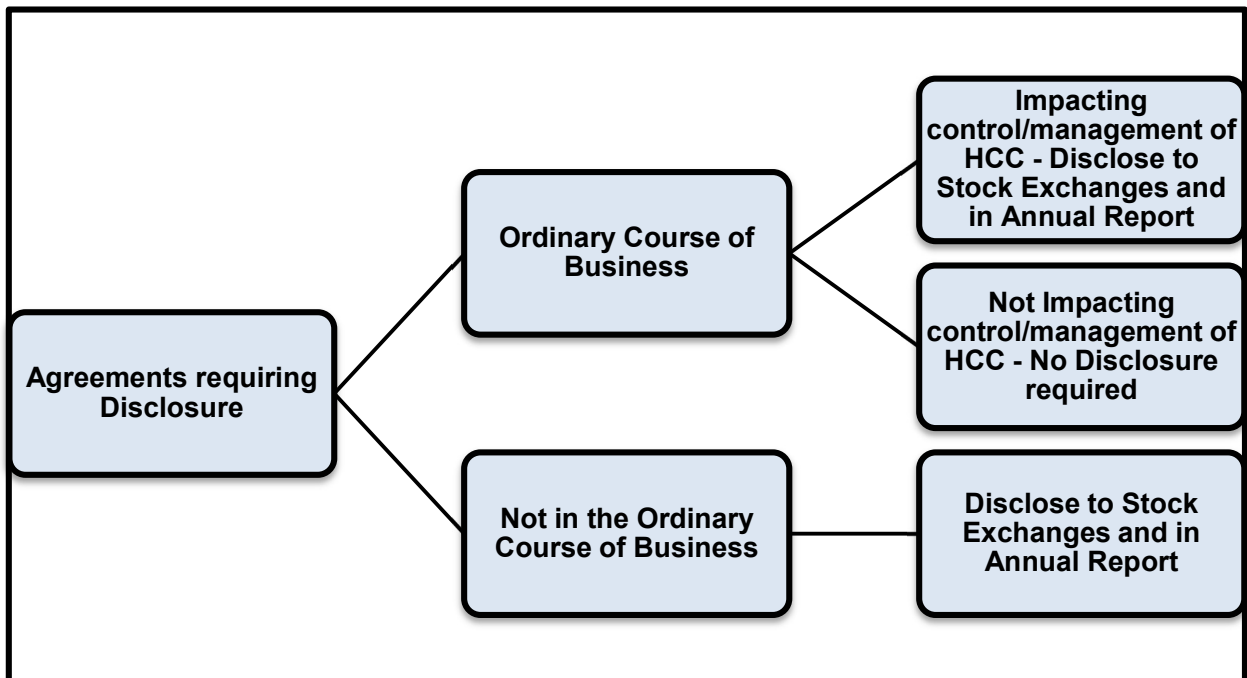 Agreements requiring
Disclosure
Ordinary Course of
Business
Not in the Ordinary
Course of Business
Impacting
control/management of
HCC - Disclose to
Stock Exchanges and
in Annual Report
Not Impacting
control/management of
HCC - No Disclosure
required
Disclose to Stock
Exchanges and in
Annual Report